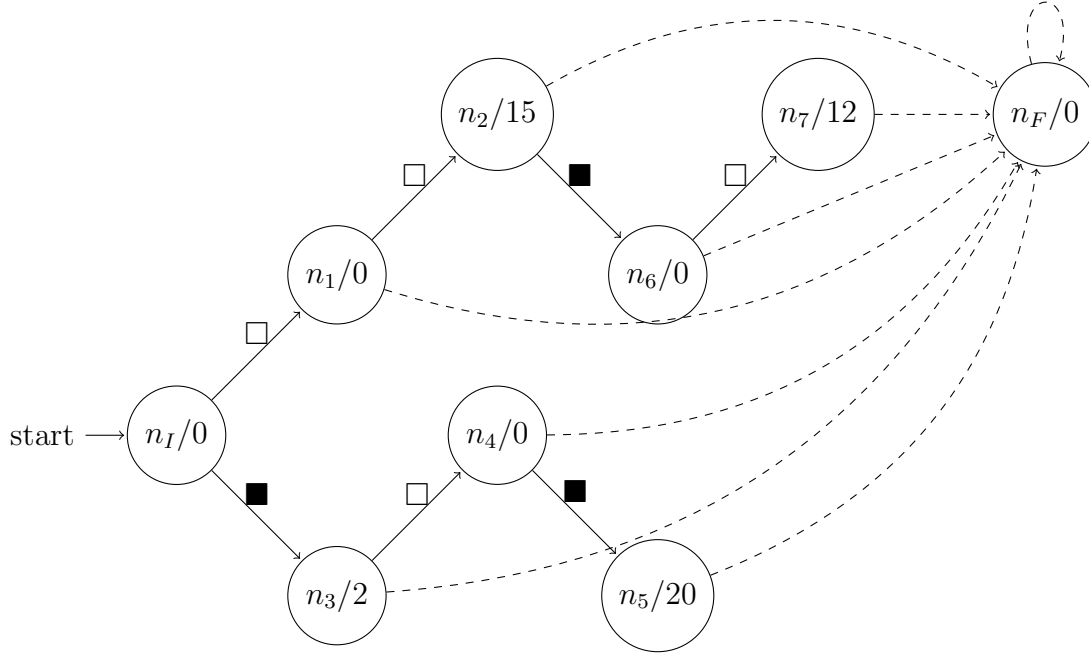 n₂/15
n₇/12
n_F/0
□
■
□
n₁/0
n₆/0
□
start
n_I/0
n₄/0
■
□
■
n₃/2
n₅/20